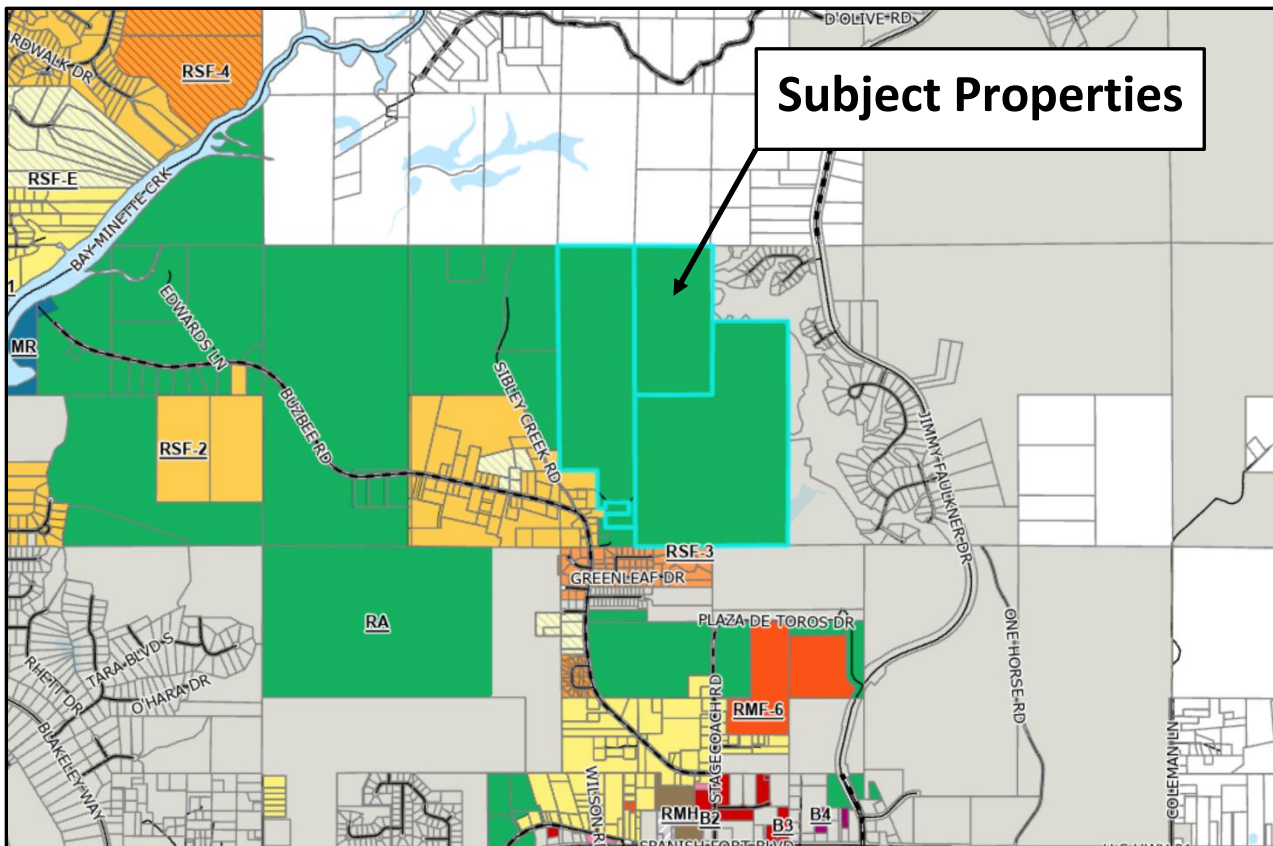 D'OLIVE RD
ARDWALK DR
RSF-4
Subject Properties
RSF-E
BAY MINETTE CRK
1
MR
EDWARDS LN
SIBLEY CREEK RD
BUZBEE RD
RSF-2
JIMMY FAULKNER DR
RSF-3
GREENLEAF DR
RA
PLAZA DE TOROS DR
TARA BLVD S
RHETT DR
O'HARA DR
ONE HORSE RD
STAGECOACH RD
RMF-6
BLAKELEY WAY
COLEMAN LN
WILSON R
RMH
B2
B3
B4
SPANISH FORT BLVD